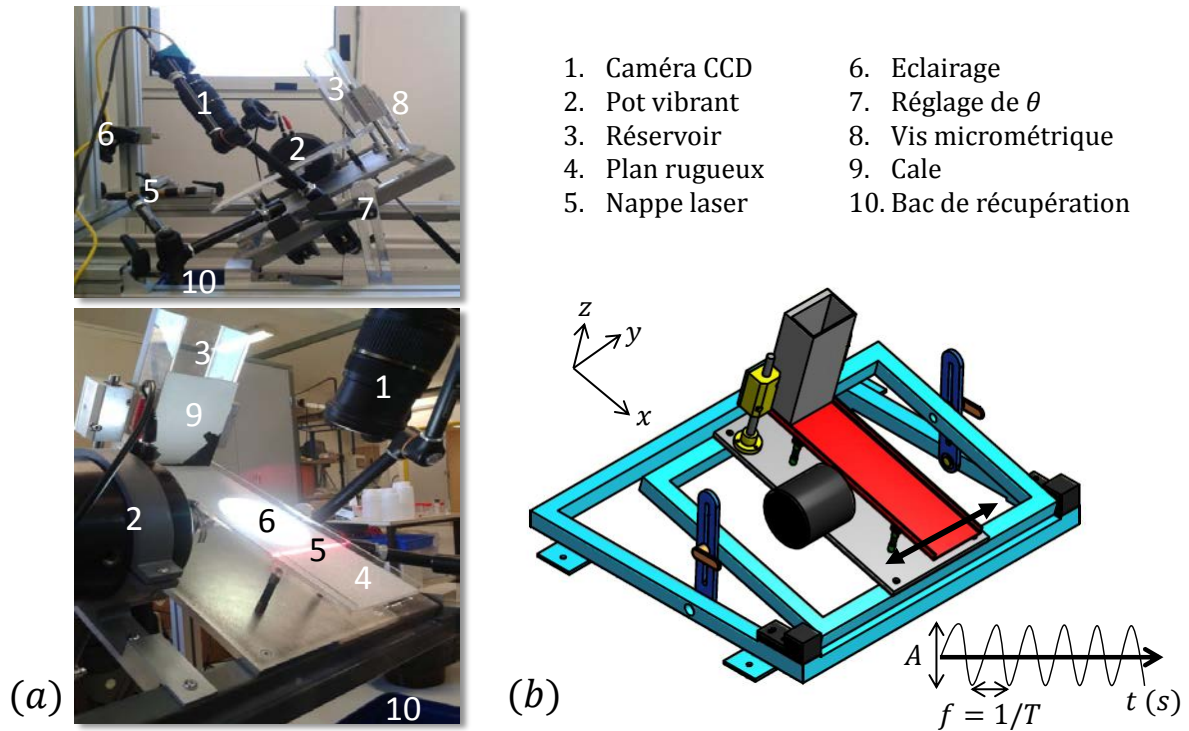 1. Caméra CCD
2. Pot vibrant
3. Réservoir
4. Plan rugueux
5. Nappe laser
6. Eclairage
7. Réglage de θ
8. Vis micrométrique
9. Cale
10. Bac de récupération
1
2
3
8
6
5
7
10
3
1
9
2
6
5
4
10
(a)
z
y
x
(b)
A
t (s)
f = 1/T